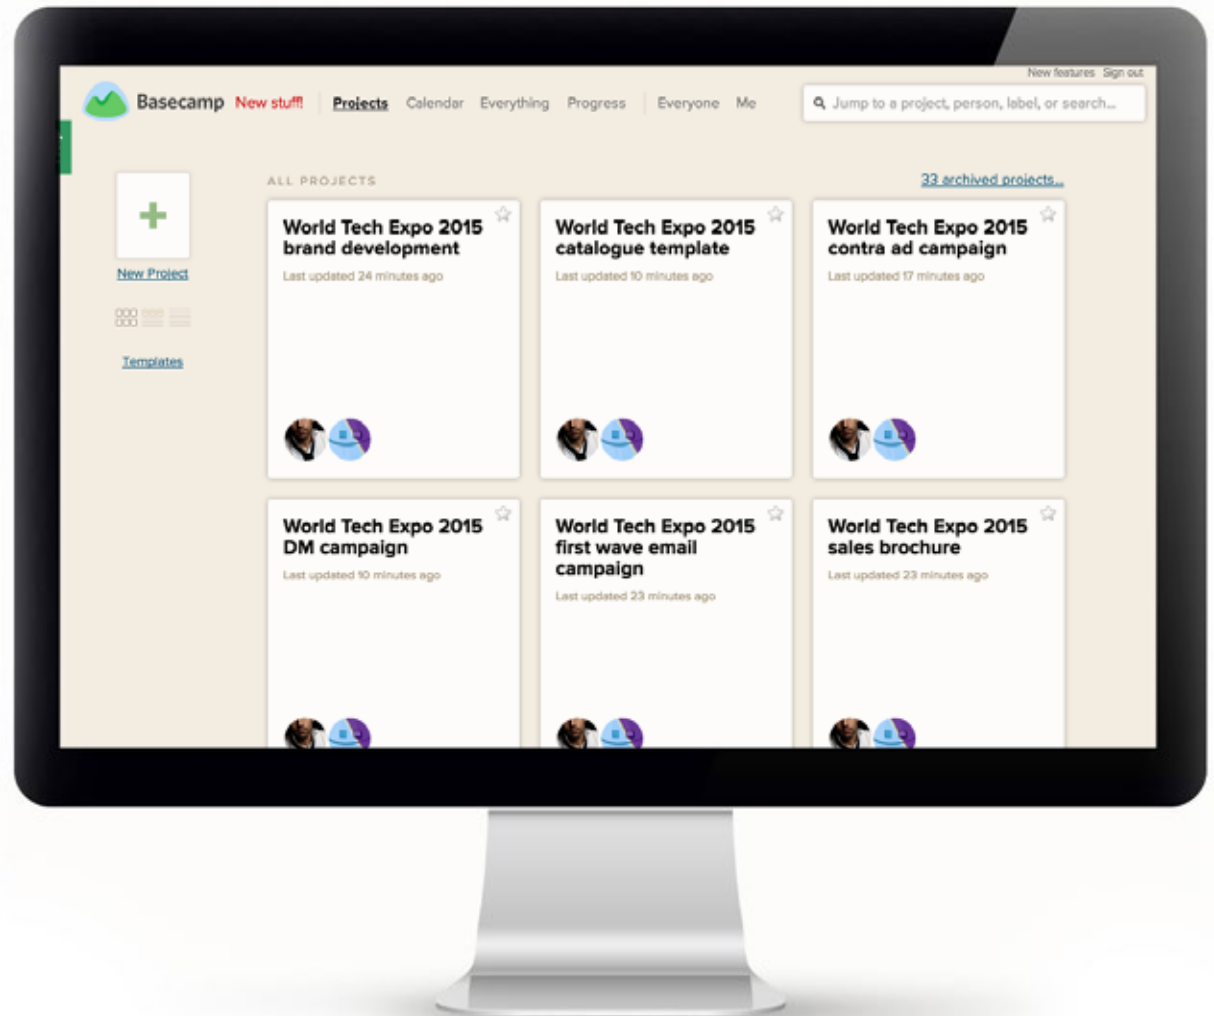 New features Sign out
Basecamp New stuff! Projects Calendar Everything Progress Everyone Me
Jump to a project, person, label, or search...
ALL PROJECTS
33 archived projects...
New Project
Templates
World Tech Expo 2015
brand development
Last updated 24 minutes ago
World Tech Expo 2015
catalogue template
Last updated 10 minutes ago
World Tech Expo 2015
contra ad campaign
Last updated 17 minutes ago
World Tech Expo 2015
DM campaign
Last updated 10 minutes ago
World Tech Expo 2015
first wave email
campaign
Last updated 23 minutes ago
World Tech Expo 2015
sales brochure
Last updated 23 minutes ago